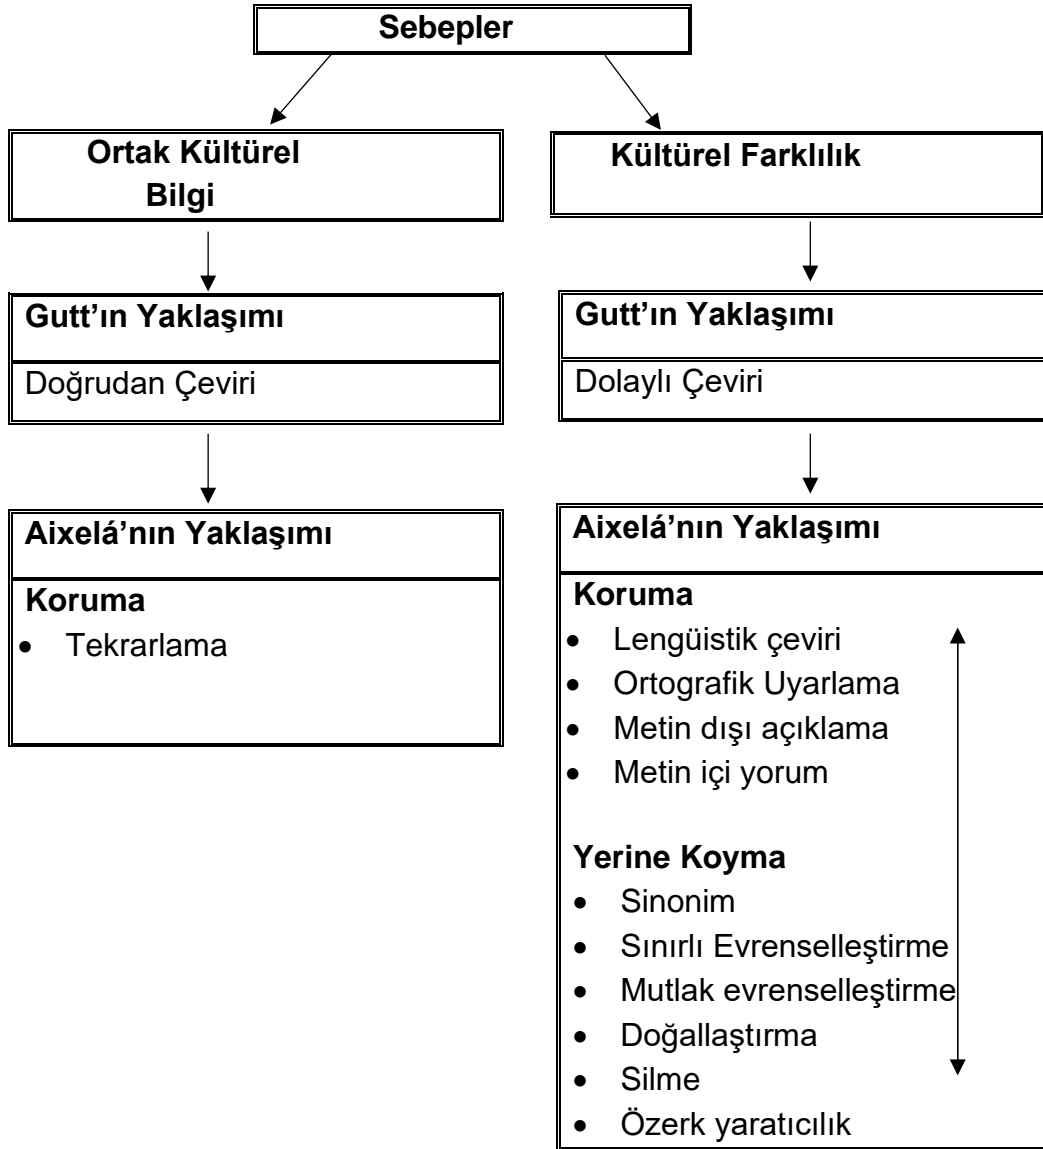 Sebepler
Ortak Kültürel
Bilgi
Kültürel Farklılık
Gutt’ın Yaklaşımı
Doğrudan Çeviri
Gutt’ın Yaklaşımı
Dolaylı Çeviri
Aixelá’nın Yaklaşımı
Koruma
• Tekrarlama
Aixelá’nın Yaklaşımı
Koruma
• Lengüistik çeviri
• Ortografik Uyarlama
• Metin dışı açıklama
• Metin içi yorum
Yerine Koyma
• Sinonim
• Sınırlı Evrenselleştirme
• Mutlak evrenselleştirme
• Doğallaştırma
• Silme
• Özerk yaratıcılık